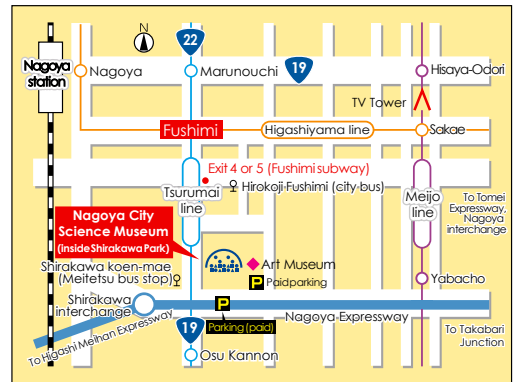 N
22
Nagoya
station
Nagoya
Marunouchi
19
Hisaya-Odori
TV Tower
Fushimi
Higashiyama line
Sakae
Exit 4 or 5 (Fushimi subway)
Hirokoji-Fushimi (city bus)
Tsurumai
line
Meijo
line
To Tomei
Expressway,
Nagoya
interchange
Nagoya City
Science Museum
(inside Shirakawa Park)
Art Museum
Shirakawa koen-mae
(Meitetsu bus stop)
P Paid parking
Yabacho
Shirakawa
interchange
P
Nagoya Expressway
To Higashi Meihan Expressway
19
Parking (paid)
To Takabari
Junction
Osu Kannon